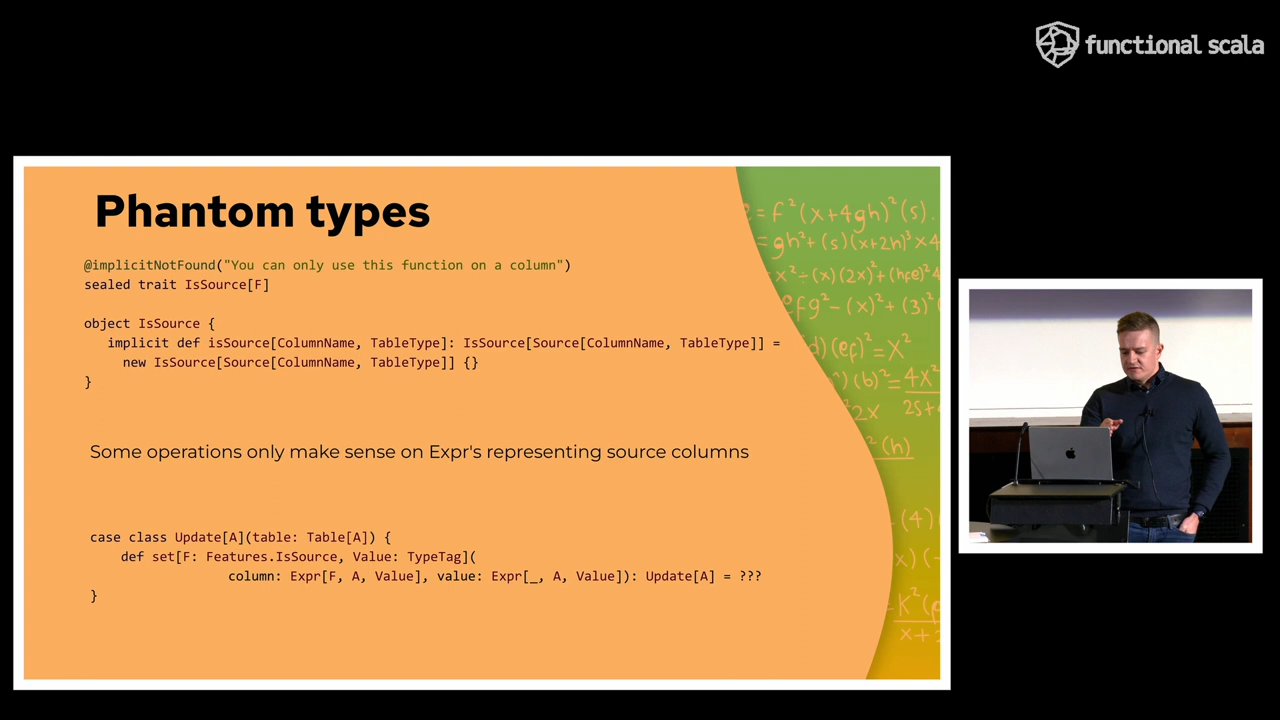 functional scala
Phantom types
@implicitNotFound("You can only use this function on a column")
sealed trait IsSource[F]
object IsSource {
implicit def isSource[ColumnName, TableType]: IsSource[Source[ColumnName, TableType]] =
new IsSource[Source[ColumnName, TableType]] {}
}
Some operations only make sense on Expr's representing source columns
case class Update[A](table: Table[A]) {
def set[F: Features.IsSource, Value: TypeTag](
column: Expr[F, A, Value], value: Expr[_, A, Value]): Update[A] = ???
}